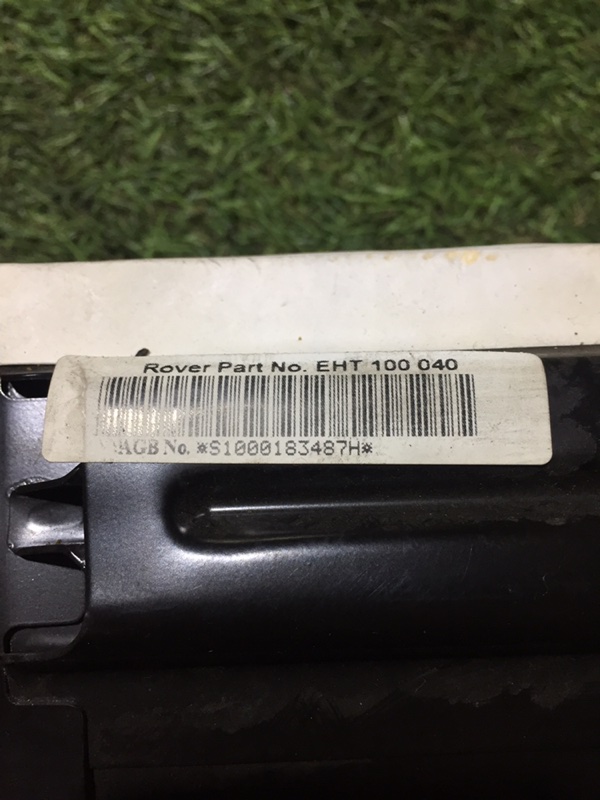 Rover Part No. EHT 100 040
AGB No. *S1000183487H*